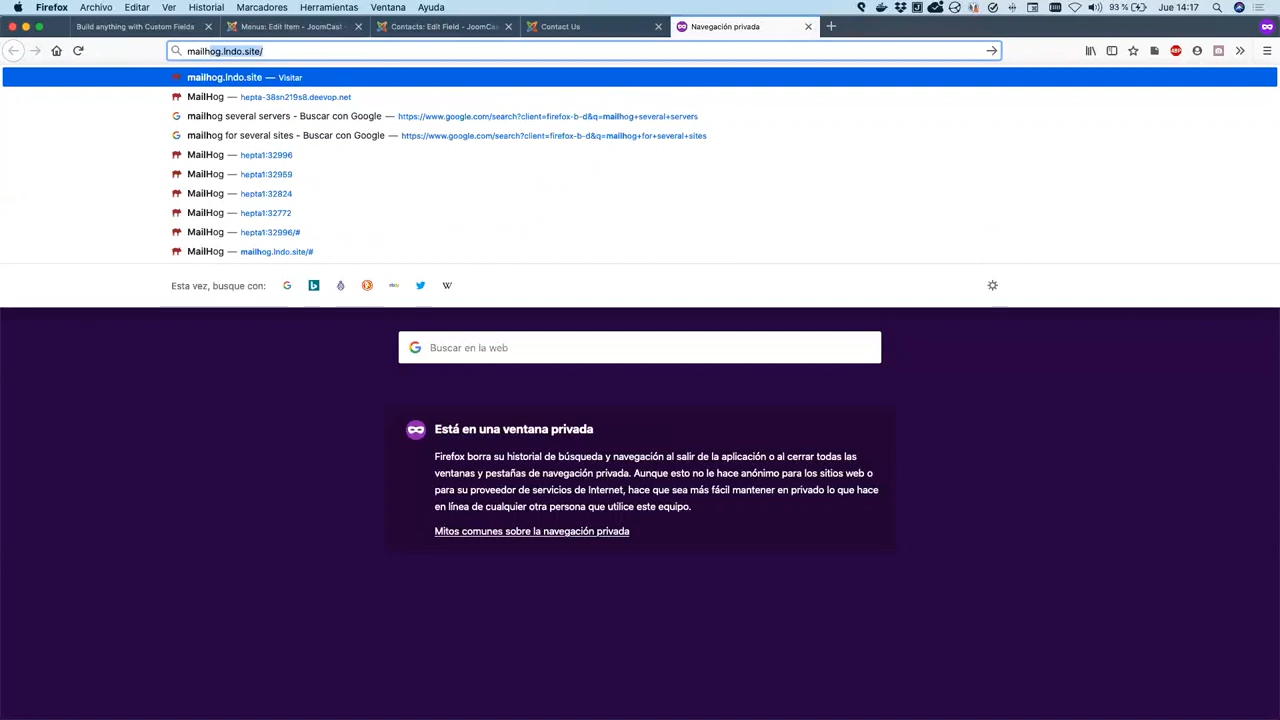 Firefox Archivo Editar Ver Historial Marcadores Herramientas Ventana Ayuda 93 % Jue 14:17
Build anything with Custom Fields Menus: Edit Item - JoomCast Contacts: Edit Field - JoomCas Contact Us Navegación privada
mailhog.lndo.site/
mailhog.lndo.site — Visitar
MailHog — hepta-38sn219s8.deevop.net
mailhog several servers - Buscar con Google — https://www.google.com/search?client=firefox-b-d&q=mailhog+several+servers
mailhog for several sites - Buscar con Google — https://www.google.com/search?client=firefox-b-d&q=mailhog+for+several+sites
MailHog — hepta1:32996
MailHog — hepta1:32959
MailHog — hepta1:32824
MailHog — hepta1:32772
MailHog — hepta1:32996/#
MailHog — mailhog.lndo.site/#
Esta vez, busque con:
Buscar en la web
Está en una ventana privada
Firefox borra su historial de búsqueda y navegación al salir de la aplicación o al cerrar todas las
ventanas y pestañas de navegación privada. Aunque esto no le hace anónimo para los sitios web o
para su proveedor de servicios de Internet, hace que sea más fácil mantener en privado lo que hace
en línea de cualquier otra persona que utilice este equipo.
Mitos comunes sobre la navegación privada